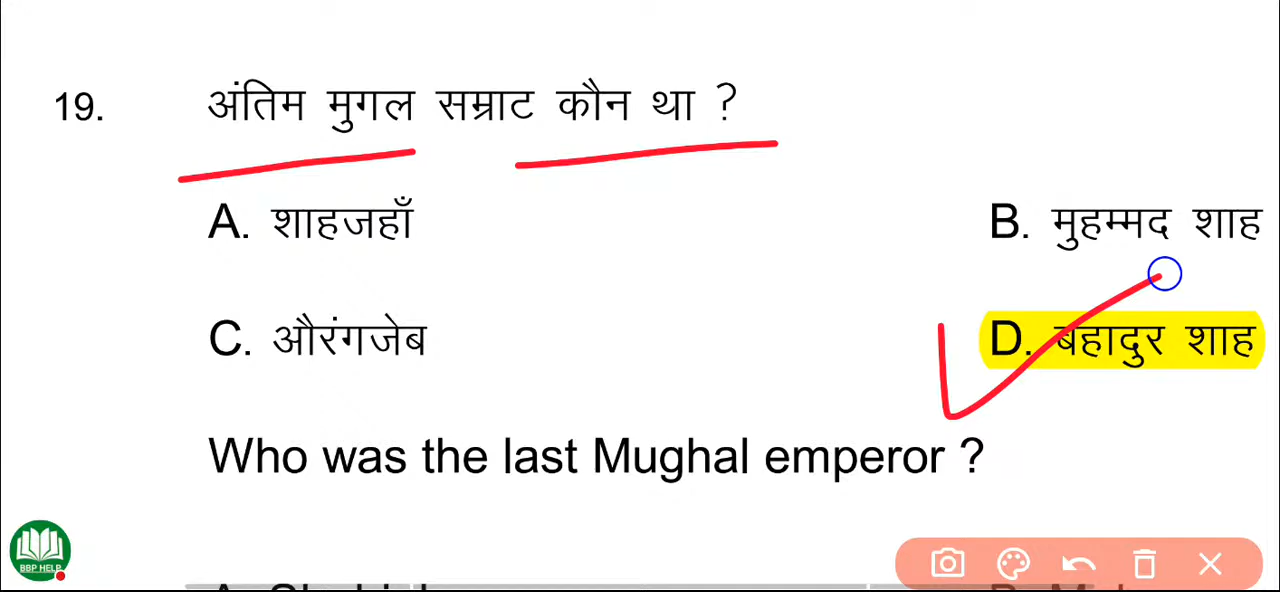 19. अंतिम मुगल सम्राट कौन था ?
A. शाहजहाँ B. मुहम्मद शाह
C. औरंगजेब D. बहादुर शाह
Who was the last Mughal emperor ?
BBP HELP